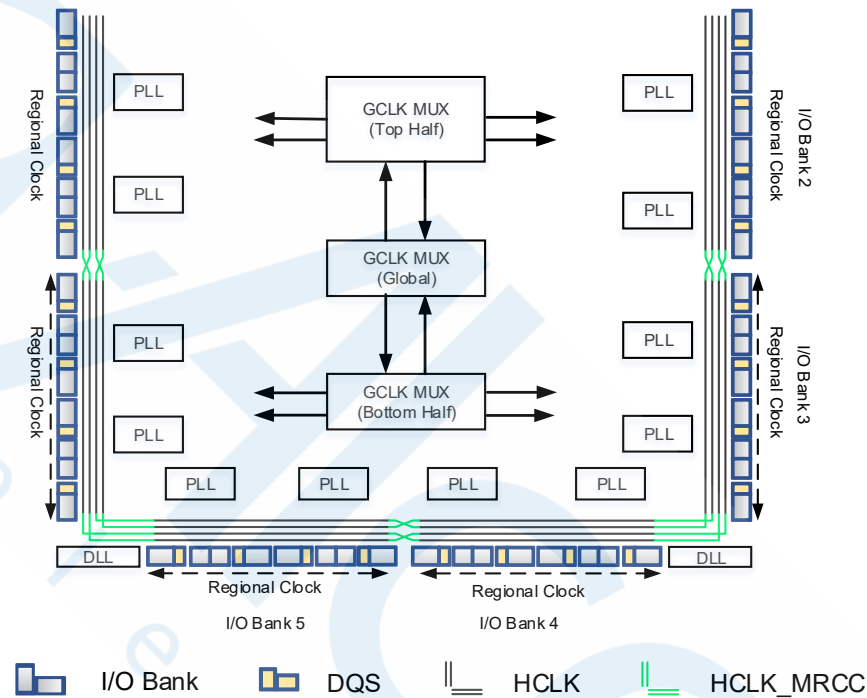 PLL
GCLK MUX
(Top Half)
PLL
Regional Clock
Regional Clock
I/O Bank 2
PLL
PLL
GCLK MUX
(Global)
PLL
PLL
Regional Clock
Regional Clock
I/O Bank 3
GCLK MUX
(Bottom Half)
PLL
PLL
PLL
PLL
PLL
PLL
DLL
DLL
Regional Clock
Regional Clock
I/O Bank 5
I/O Bank 4
I/O Bank
DQS
HCLK
HCLK_MRCC